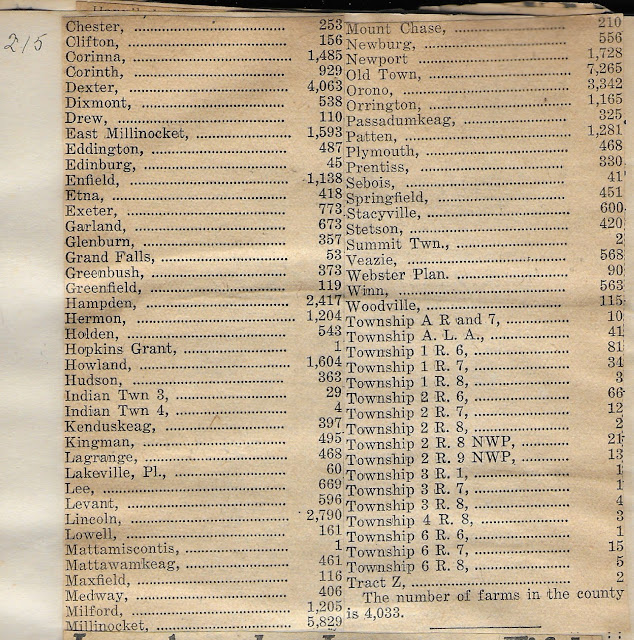 215
Chester, 253
Clifton, 156
Corinna, 1,485
Corinth, 929
Dexter, 4,063
Dixmont, 538
Drew, 110
East Millinocket, 1,593
Eddington, 487
Edinburg, 45
Enfield, 1,138
Etna, 418
Exeter, 773
Garland, 673
Glenburn, 357
Grand Falls, 53
Greenbush, 373
Greenfield, 119
Hampden, 2,417
Hermon, 1,204
Holden, 543
Hopkins Grant, 1
Howland, 1,604
Hudson, 363
Indian Twn 3, 29
Indian Twn 4, 4
Kenduskeag, 397
Kingman, 495
Lagrange, 468
Lakeville, Pl., 60
Lee, 669
Levant, 596
Lincoln, 2,790
Lowell, 161
Mattamiscontis, 1
Mattawamkeag, 461
Maxfield, 116
Medway, 406
Milford, 1,205
Millinocket, 5,829
Mount Chase, 210
Newburg, 556
Newport 1,728
Old Town, 7,265
Orono, 3,342
Orrington, 1,165
Passadumkeag, 325
Patten, 1,281
Plymouth, 468
Prentiss, 330
Sebois, 41
Springfield, 451
Stacyville, 600
Stetson, 420
Summit Twn., 2
Veazie, 568
Webster Plan. 90
Winn, 563
Woodville, 115
Township A R and 7, 10
Township A. L. A., 41
Township 1 R. 6, 81
Township 1 R. 7, 34
Township 1 R. 8, 3
Township 2 R. 6, 66
Township 2 R. 7, 12
Township 2 R. 8, 2
Township 2 R. 8 NWP, 21
Township 2 R. 9 NWP, 13
Township 3 R. 1, 1
Township 3 R. 7, 1
Township 3 R. 8, 4
Township 4 R. 8, 3
Township 6 R. 6, 1
Township 6 R. 7, 15
Township 6 R. 8, 5
Tract Z, 2
The number of farms in the county
is 4,033.